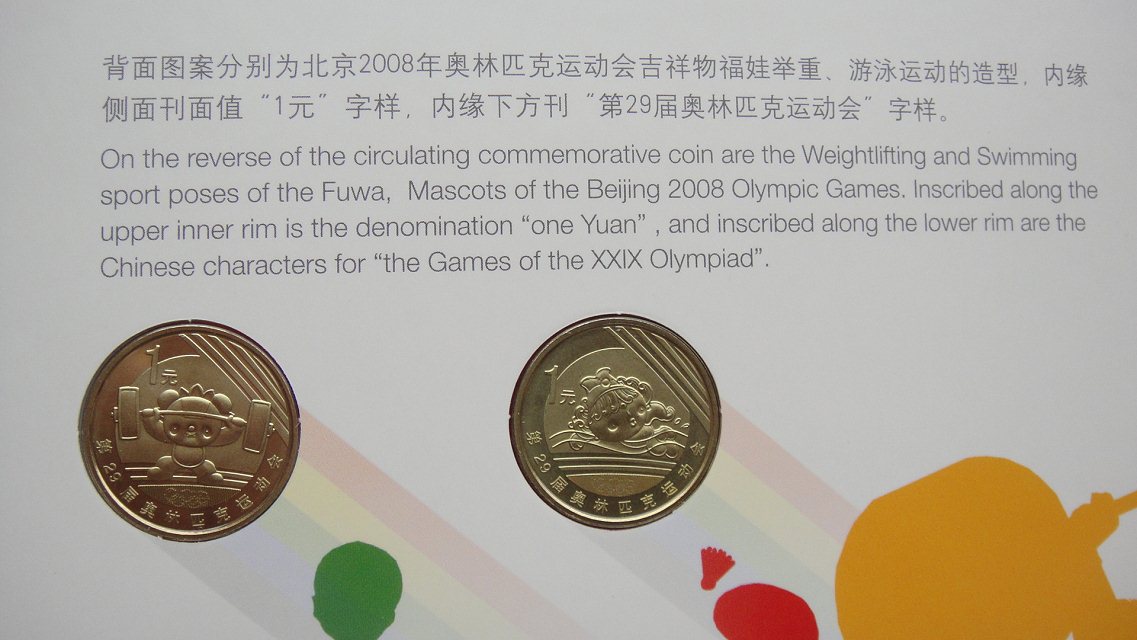 背面图案分别为北京2008年奥林匹克运动会吉祥物福娃举重、游泳运动的造型，内缘
侧面刊面值“1元”字样，内缘下方刊“第29届奥林匹克运动会”字样。
On the reverse of the circulating commemorative coin are the Weightlifting and Swimming
sport poses of the Fuwa, Mascots of the Beijing 2008 Olympic Games. Inscribed along the
upper inner rim is the denomination “one Yuan” , and inscribed along the lower rim are the
Chinese characters for “the Games of the XXIX Olympiad”.
1元
第29届奥林匹克运动会
1元
第29届奥林匹克运动会